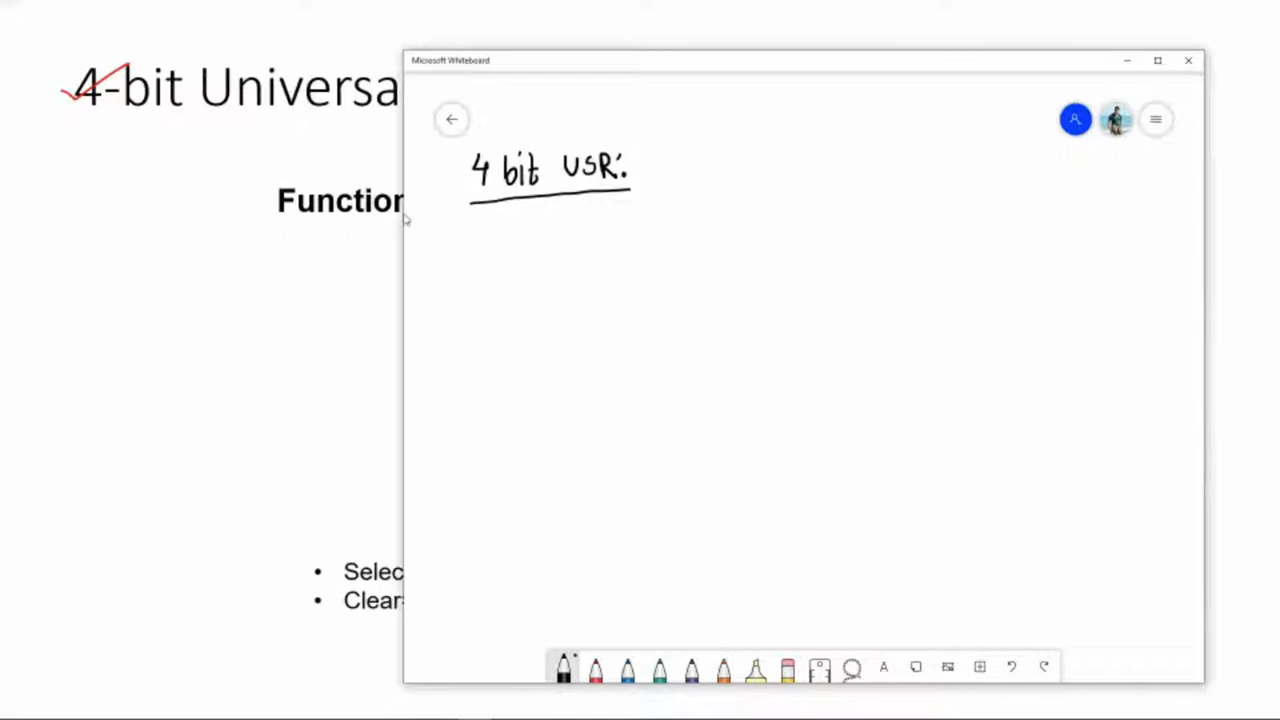 4-bit Universa
Microsoft Whiteboard
4 bit USR:
Function
• Selec
• Clear
A